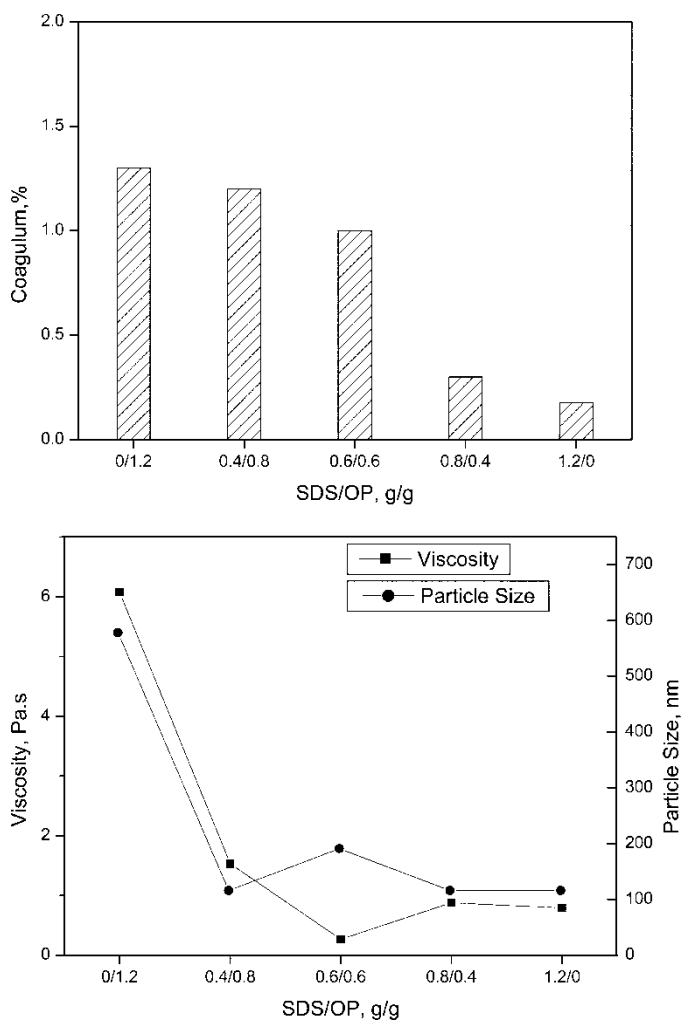 2.0
1.5
1.0
0.5
0.0
Coagulum,%
0/1.2 0.4/0.8 0.6/0.6 0.8/0.4 1.2/0
SDS/OP, g/g
Viscosity
Particle Size
6
4
2
0
Viscosity, Pa.s
700
600
500
400
300
200
100
0
Particle Size, nm
0/1.2 0.4/0.8 0.6/0.6 0.8/0.4 1.2/0
SDS/OP, g/g